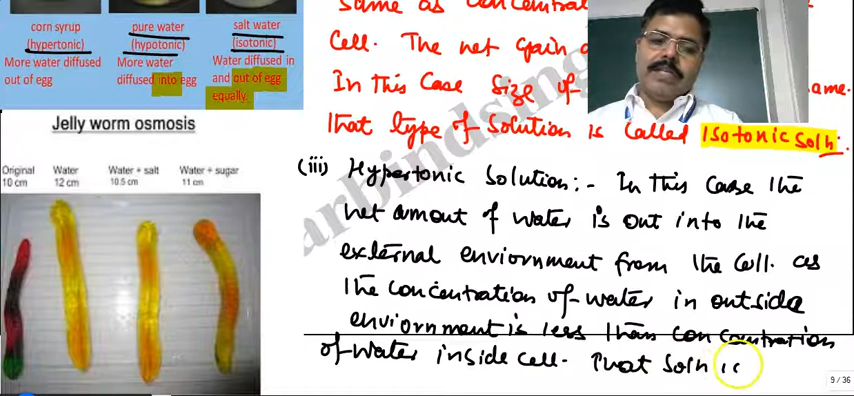 corn syrup
(hypertonic)
More water diffused
out of egg
pure water
(hypotonic)
More water
diffused into egg
salt water
(isotonic)
Water diffused in
and out of egg
equally.
Jelly worm osmosis
Original
10 cm
Water
12 cm
Water + salt
10.5 cm
Water + sugar
11 cm
Same as Concentrat
Cell. The net gain
In This Case Size of ame.
That type of Solution is Called Isotonic Soln.
(iii) Hypertonic Solution:- In this Case the
net amout of water is out into the
external enviornment from the Cell. as
the Concentration of water in outside
enviornment is less than concentration
of water inside cell. That Soln is
arbindsing
9 / 36